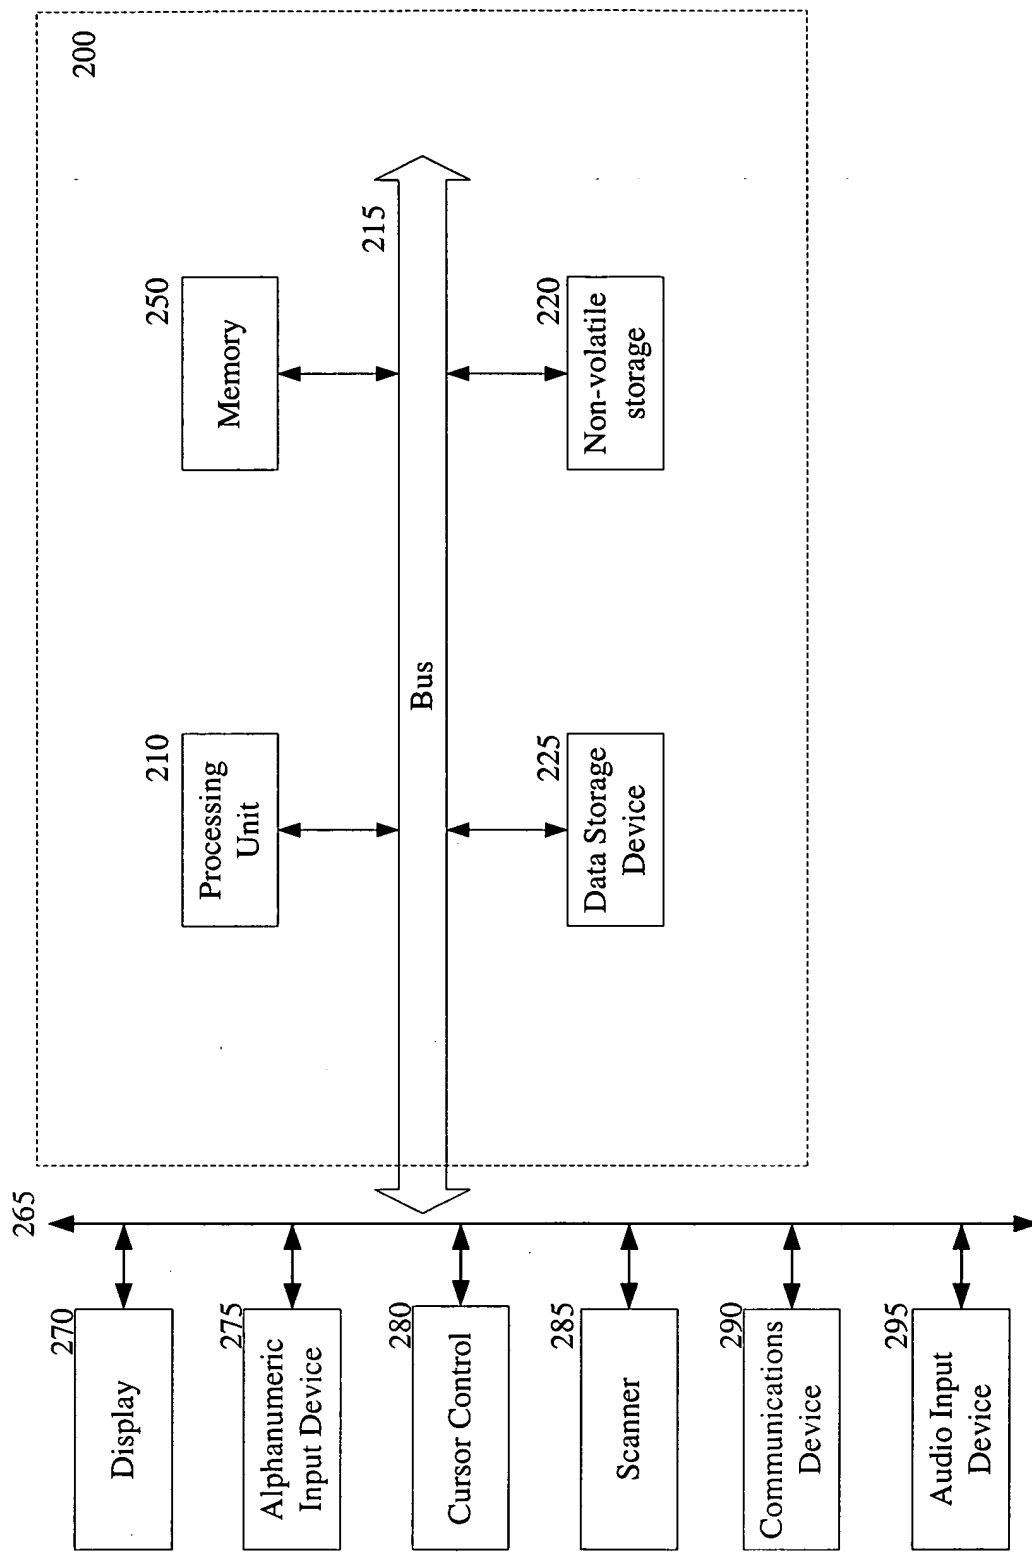 270
Display
275
Alphanumeric
Input Device
280
Cursor Control
285
Scanner
290
Communications
Device
295
Audio Input
Device
265
200
210
Processing
Unit
250
Memory
215
Bus
225
Data Storage
Device
220
Non-volatile
storage